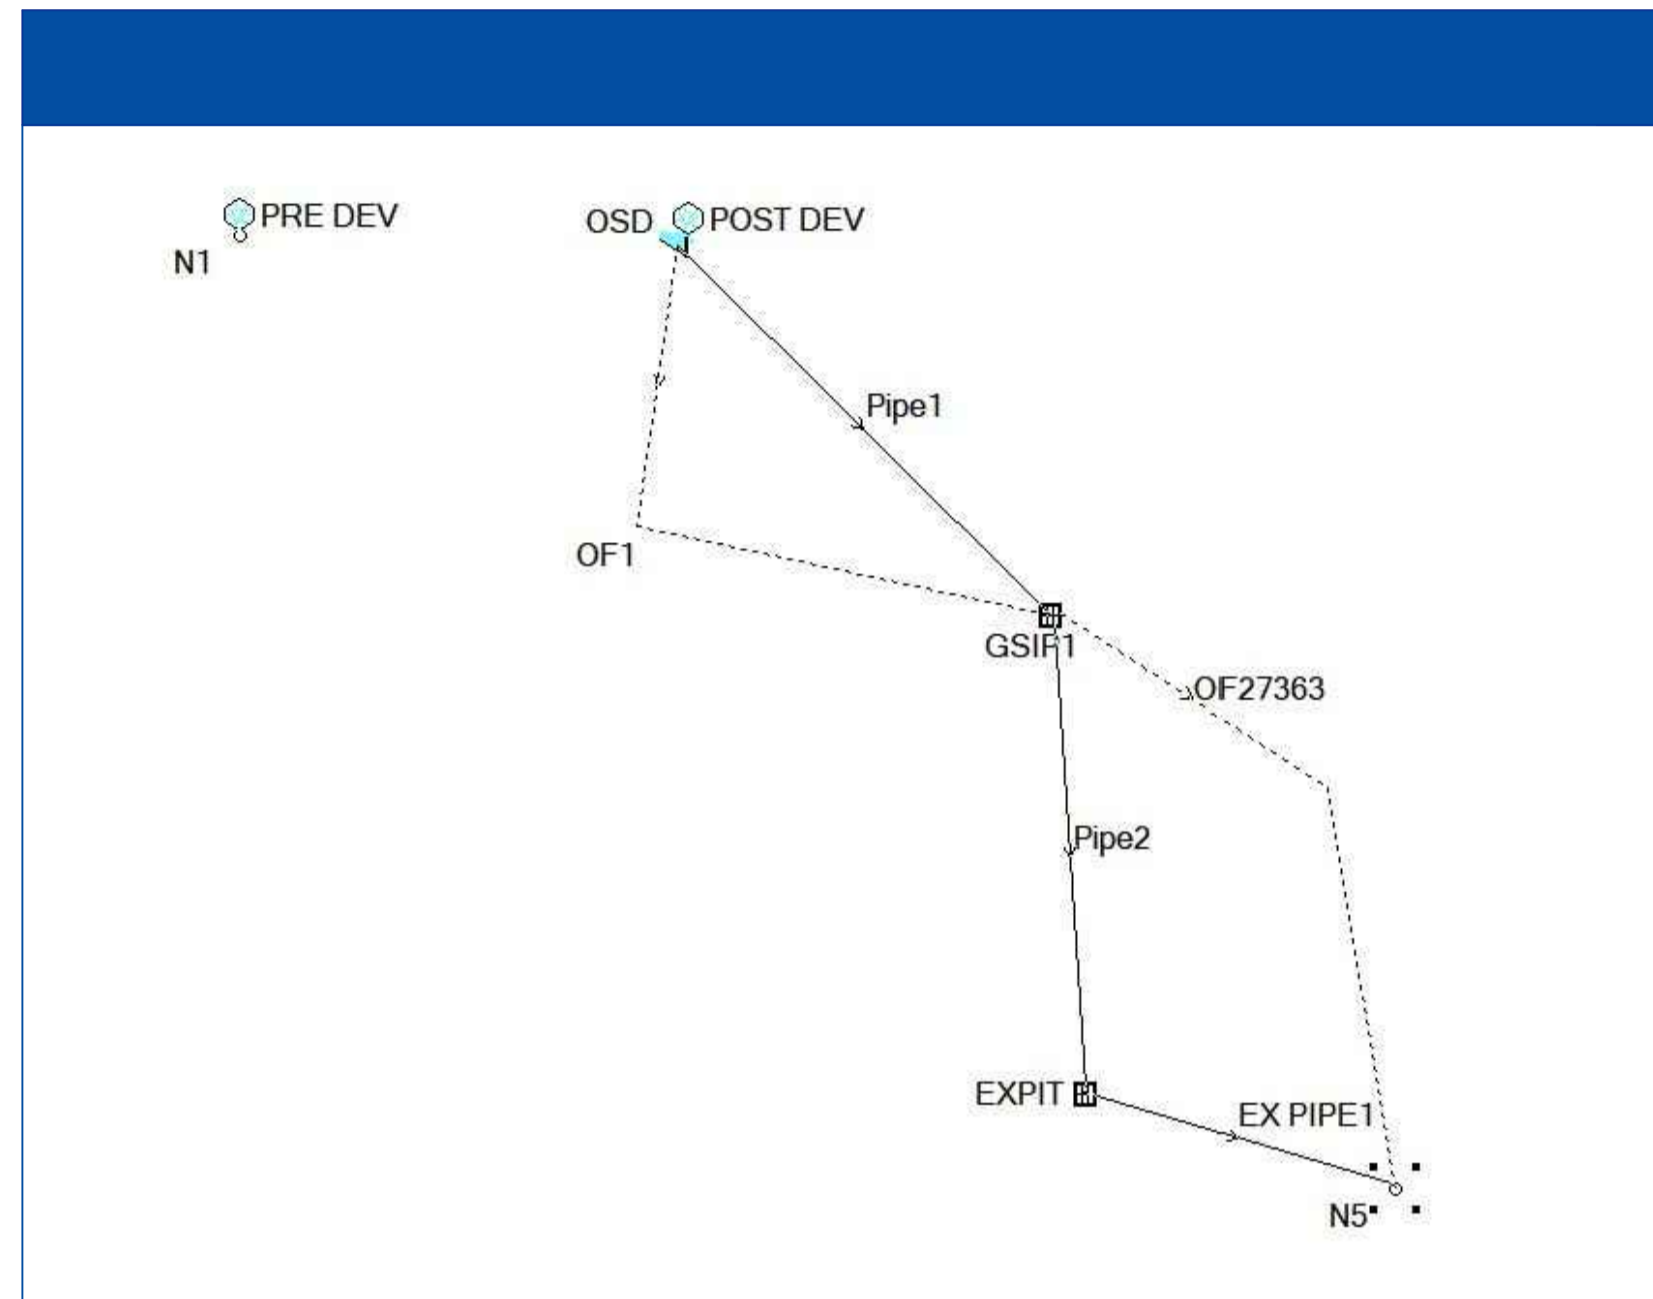 PRE DEV
N1
OSD
POST DEV
Pipe1
OF1
GSIP1
OF27363
Pipe2
EXPIT
EX PIPE1
N5